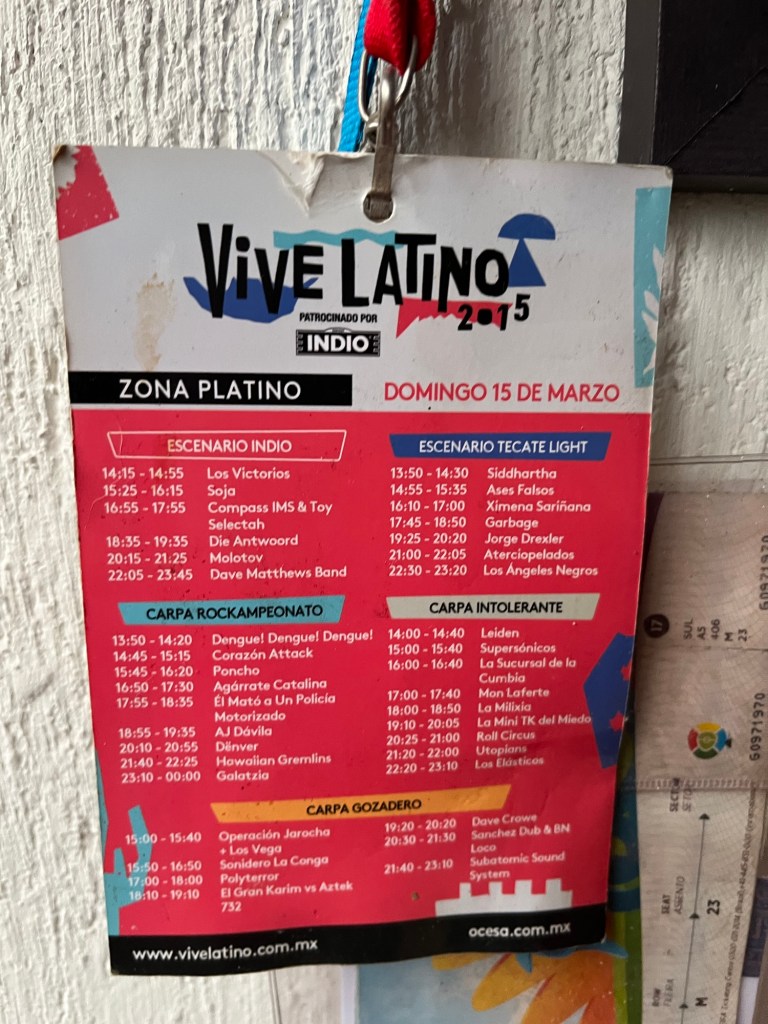 VIVE LATINO
2015
PATROCINADO POR
INDIO
ZONA PLATINO
DOMINGO 15 DE MARZO
ESCENARIO INDIO
14:15 - 14:55 Los Victorios
15:25 - 16:15 Soja
16:55 - 17:55 Compass IMS & Toy
Selectah
18:35 - 19:35 Die Antwoord
20:15 - 21:25 Molotov
22:05 - 23:45 Dave Matthews Band
ESCENARIO TECATE LIGHT
13:50 - 14:30 Siddhartha
14:55 - 15:35 Ases Falsos
16:10 - 17:00 Ximena Sariñana
17:45 - 18:50 Garbage
19:25 - 20:20 Jorge Drexler
21:00 - 22:05 Aterciopelados
22:30 - 23:20 Los Ángeles Negros
CARPA ROCKAMPEONATO
13:50 - 14:20 Dengue! Dengue! Dengue!
14:45 - 15:15 Corazón Attack
15:45 - 16:20 Poncho
16:50 - 17:30 Agárrate Catalina
17:55 - 18:35 Él Mató a Un Policía
Motorizado
18:55 - 19:35 AJ Dávila
20:10 - 20:55 Dënver
21:40 - 22:25 Hawaiian Gremlins
23:10 - 00:00 Galatzia
CARPA INTOLERANTE
14:00 - 14:40 Leiden
15:00 - 15:40 Supersónicos
16:00 - 16:40 La Sucursal de la
Cumbia
17:00 - 17:40 Mon Laferte
18:00 - 18:50 La Milixia
19:10 - 20:05 La Mini TK del Miedo
20:25 - 21:00 Roll Circus
21:20 - 22:00 Utopians
22:20 - 23:10 Los Elásticos
CARPA GOZADERO
15:00 - 15:40 Operación Jarocha
+ Los Vega
15:50 - 16:50 Sonidero La Conga
17:00 - 18:00 Polyterror
18:10 - 19:10 El Gran Karim vs Aztek
732
19:20 - 20:20 Dave Crowe
20:30 - 21:30 Sanchez Dub & BN
Loco
21:40 - 23:10 Subatomic Sound
System
www.vivelatino.com.mx
ocesa.com.mx
17
SUL
A5
406
M
23
60971970
60971970
SEAT
ASIENTO
23
ROW
M